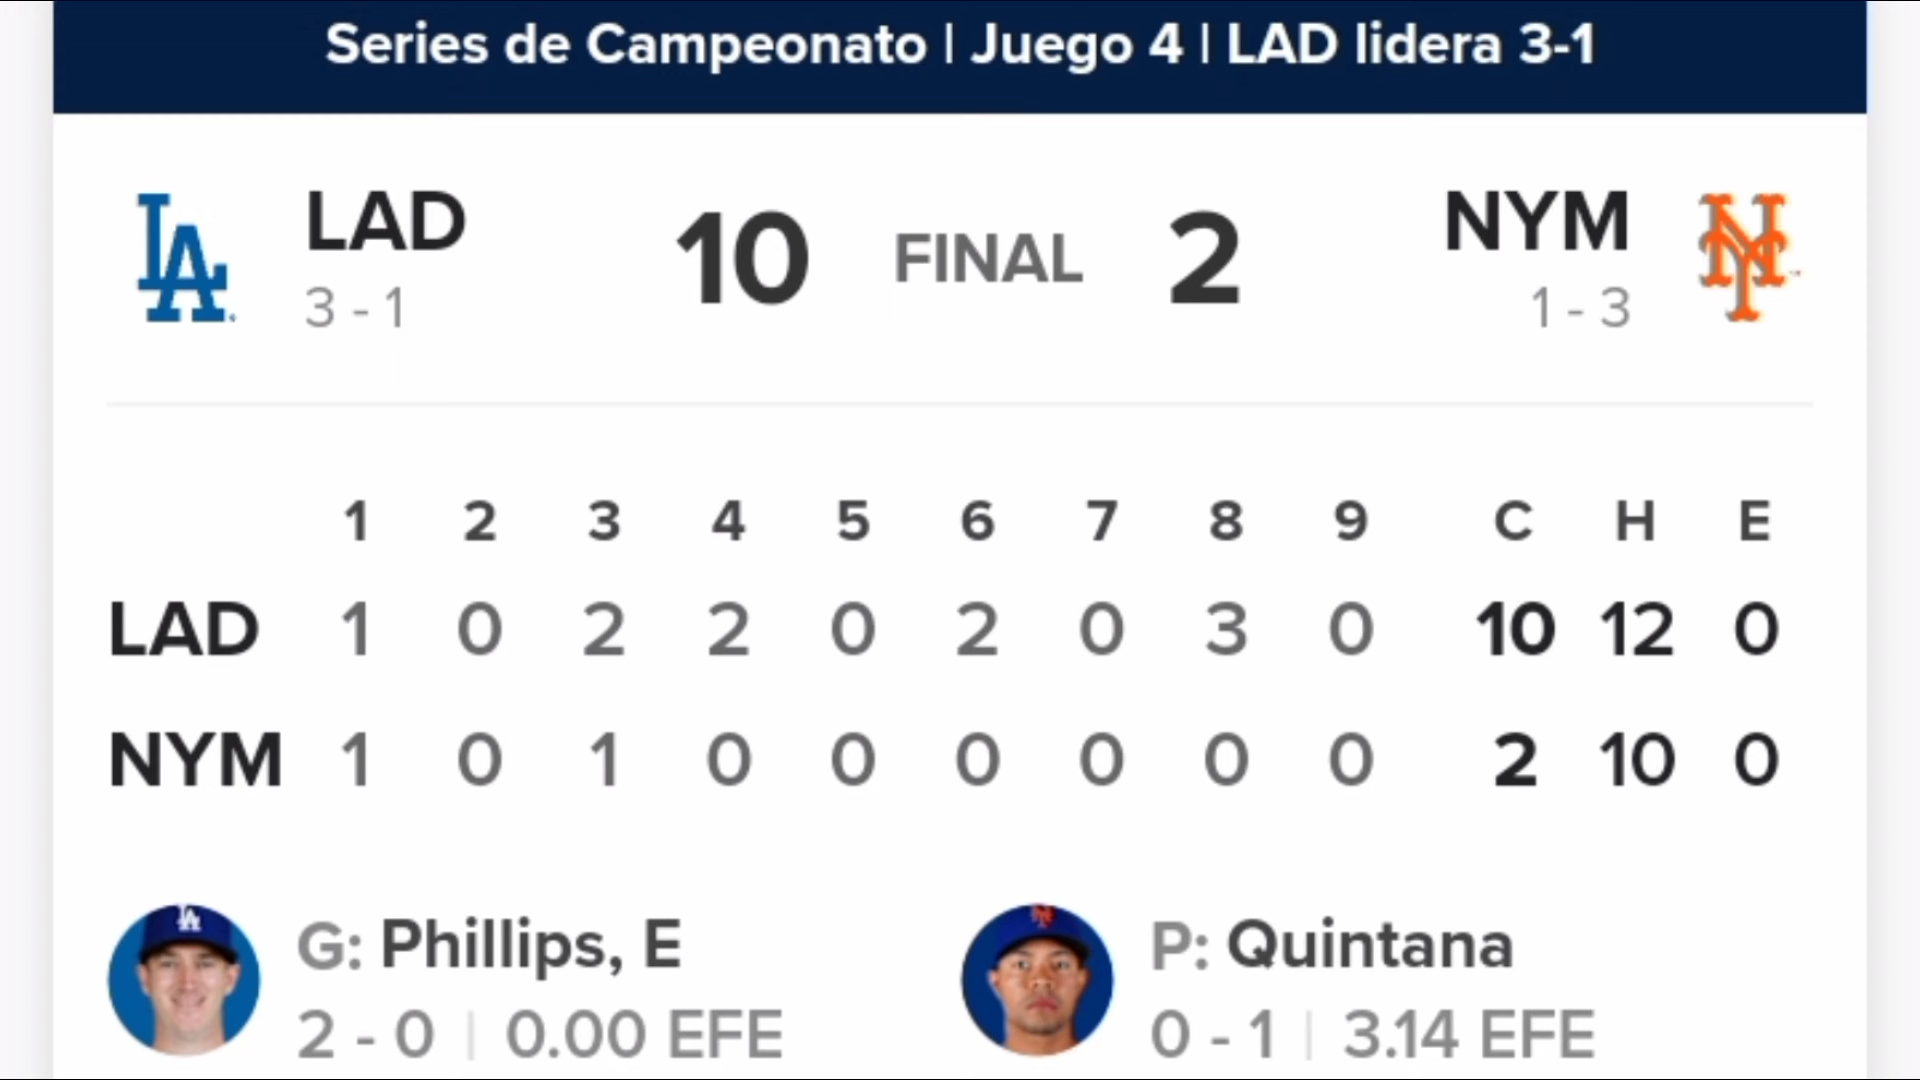 Series de Campeonato | Juego 4 | LAD lidera 3-1
LAD 10 FINAL 2 NYM
3 - 1 1 - 3
1 2 3 4 5 6 7 8 9 C H E
LAD 1 0 2 2 0 2 0 3 0 10 12 0
NYM 1 0 1 0 0 0 0 0 0 2 10 0
G: Phillips, E P: Quintana
2 - 0 | 0.00 EFE 0 - 1 | 3.14 EFE